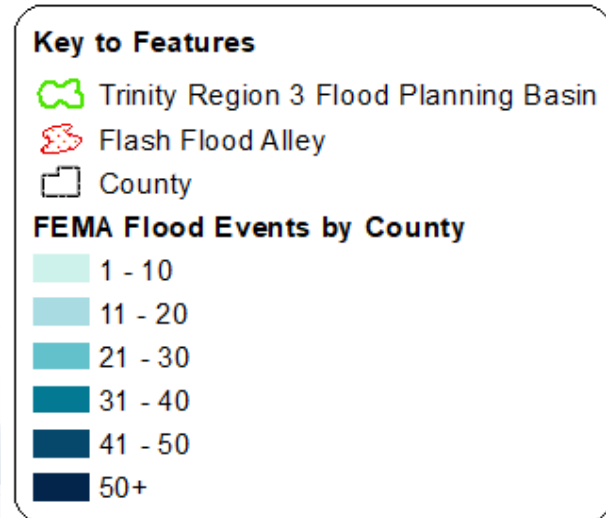 Key to Features
Trinity Region 3 Flood Planning Basin
Flash Flood Alley
County
FEMA Flood Events by County
1 - 10
11 - 20
21 - 30
31 - 40
41 - 50
50+